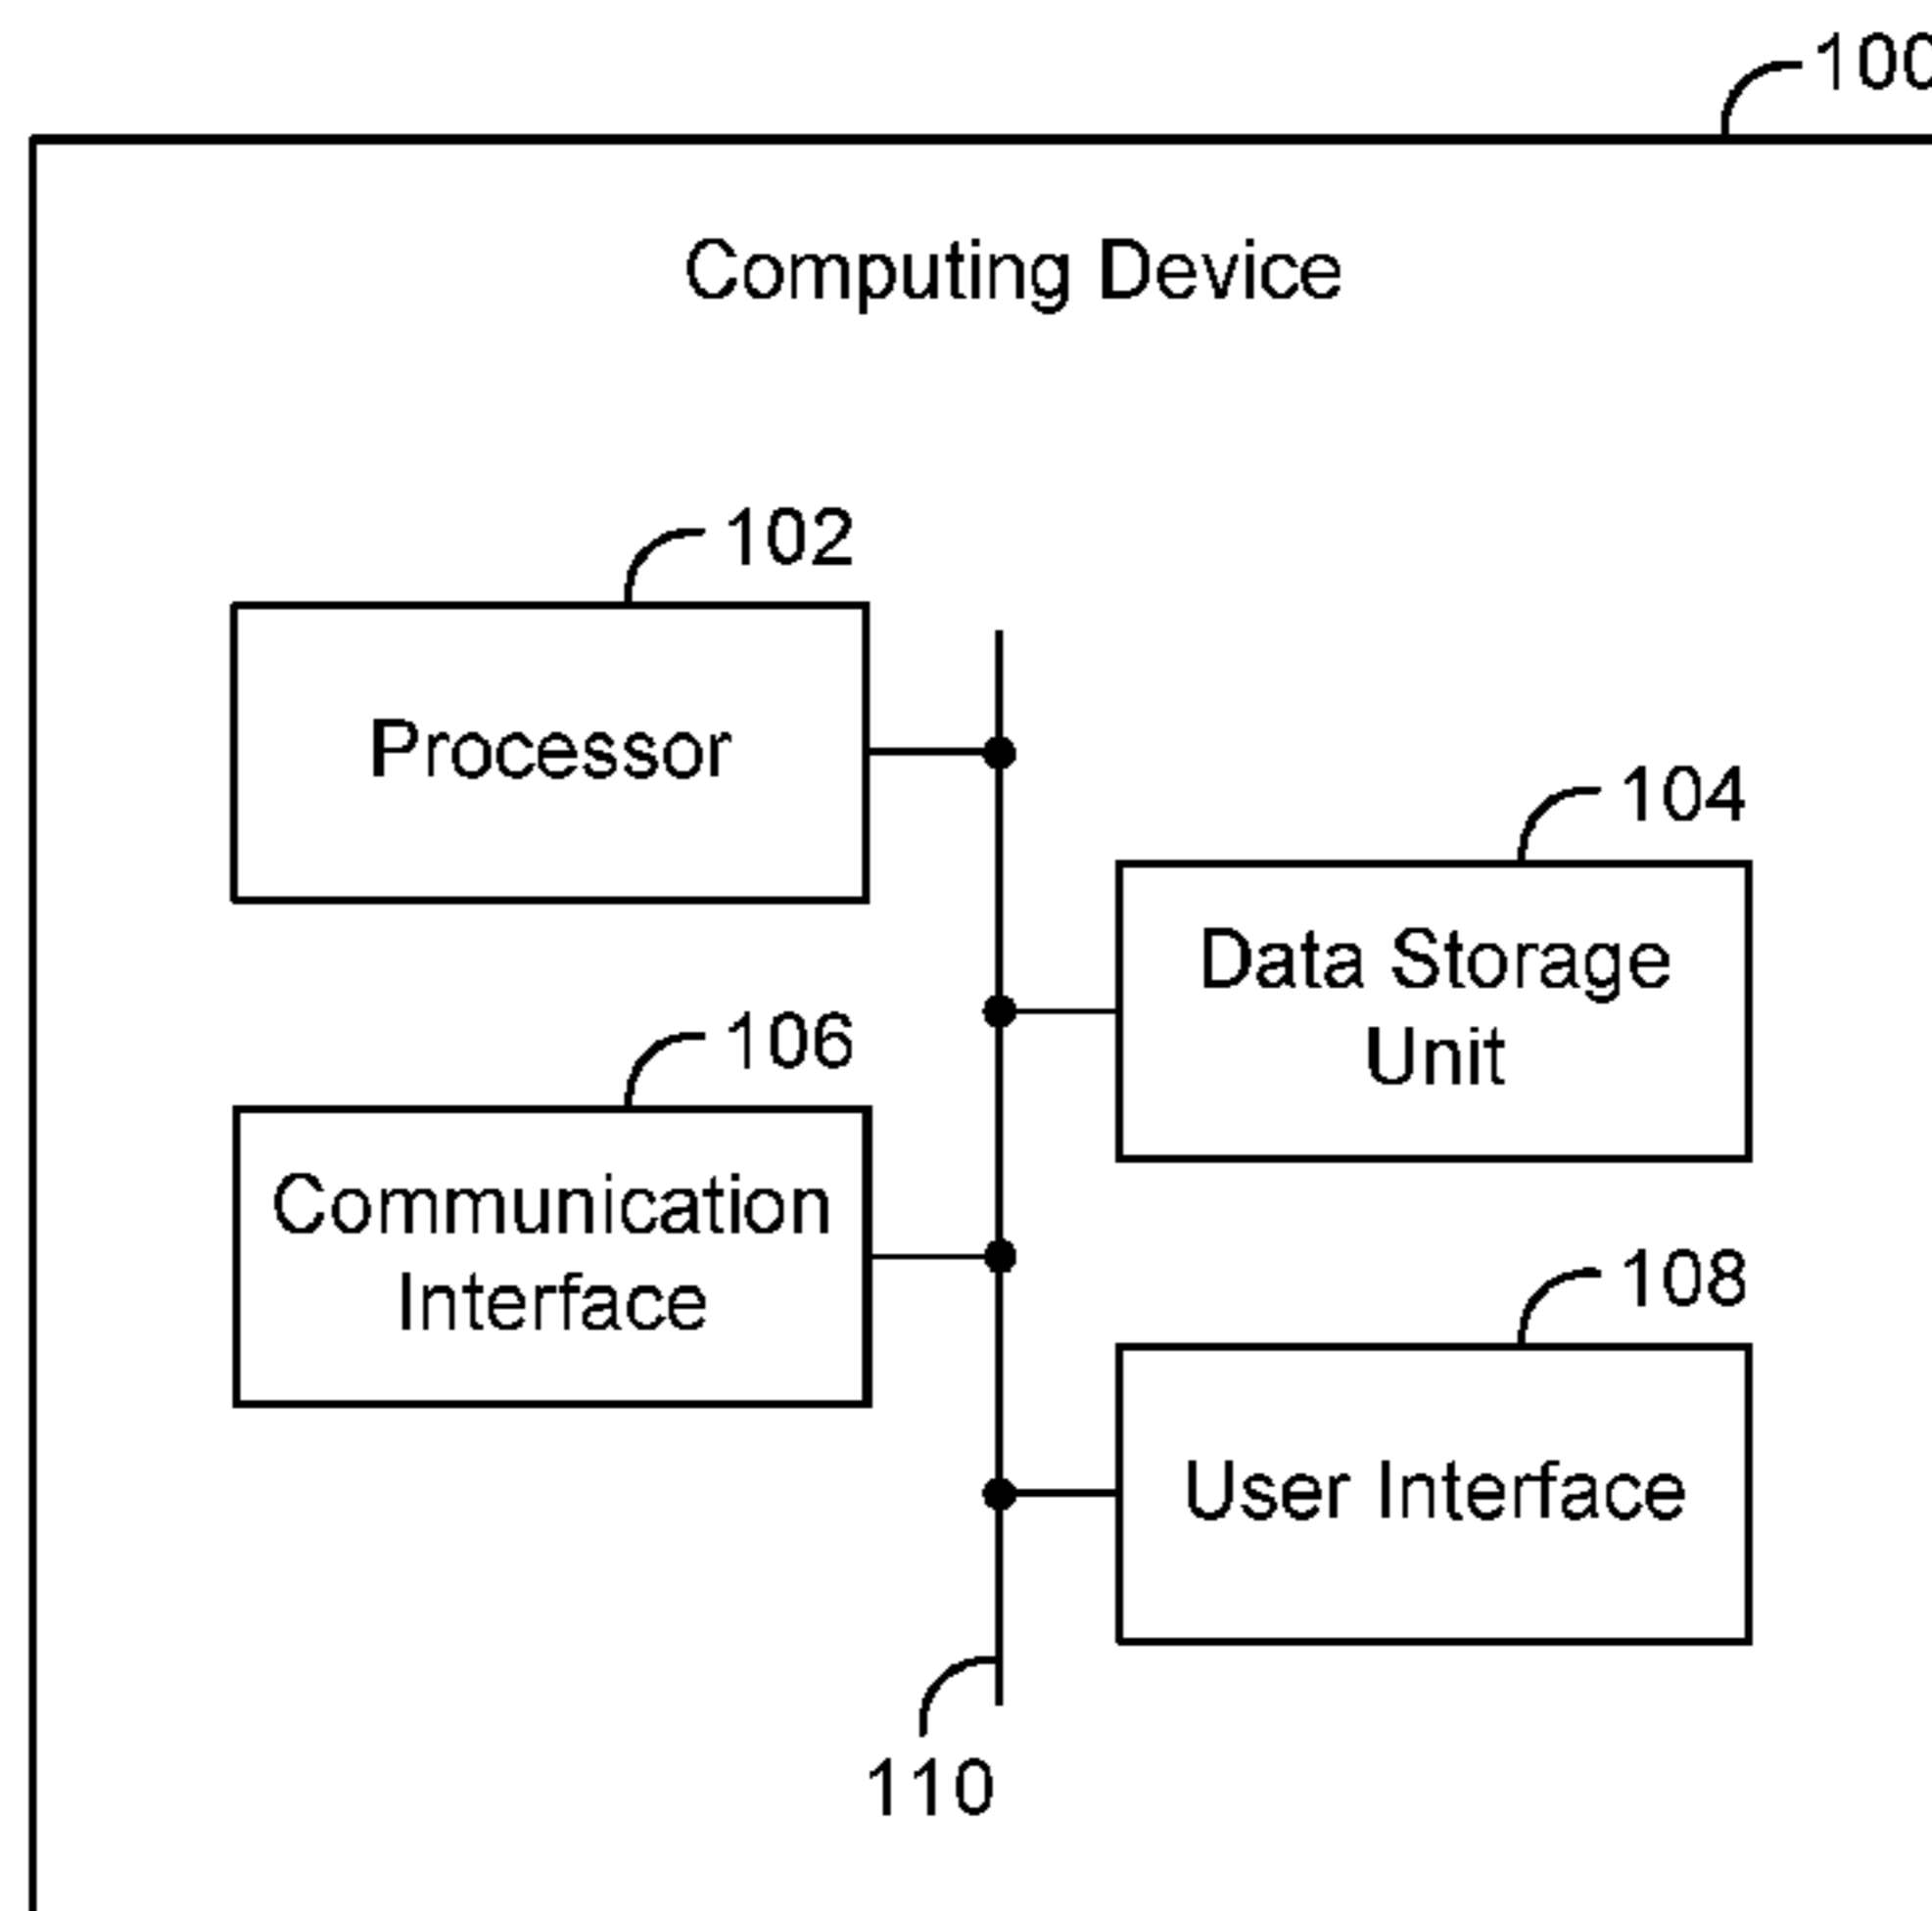 100
Computing Device
102
Processor
104
Data Storage
Unit
106
Communication
Interface
108
User Interface
110